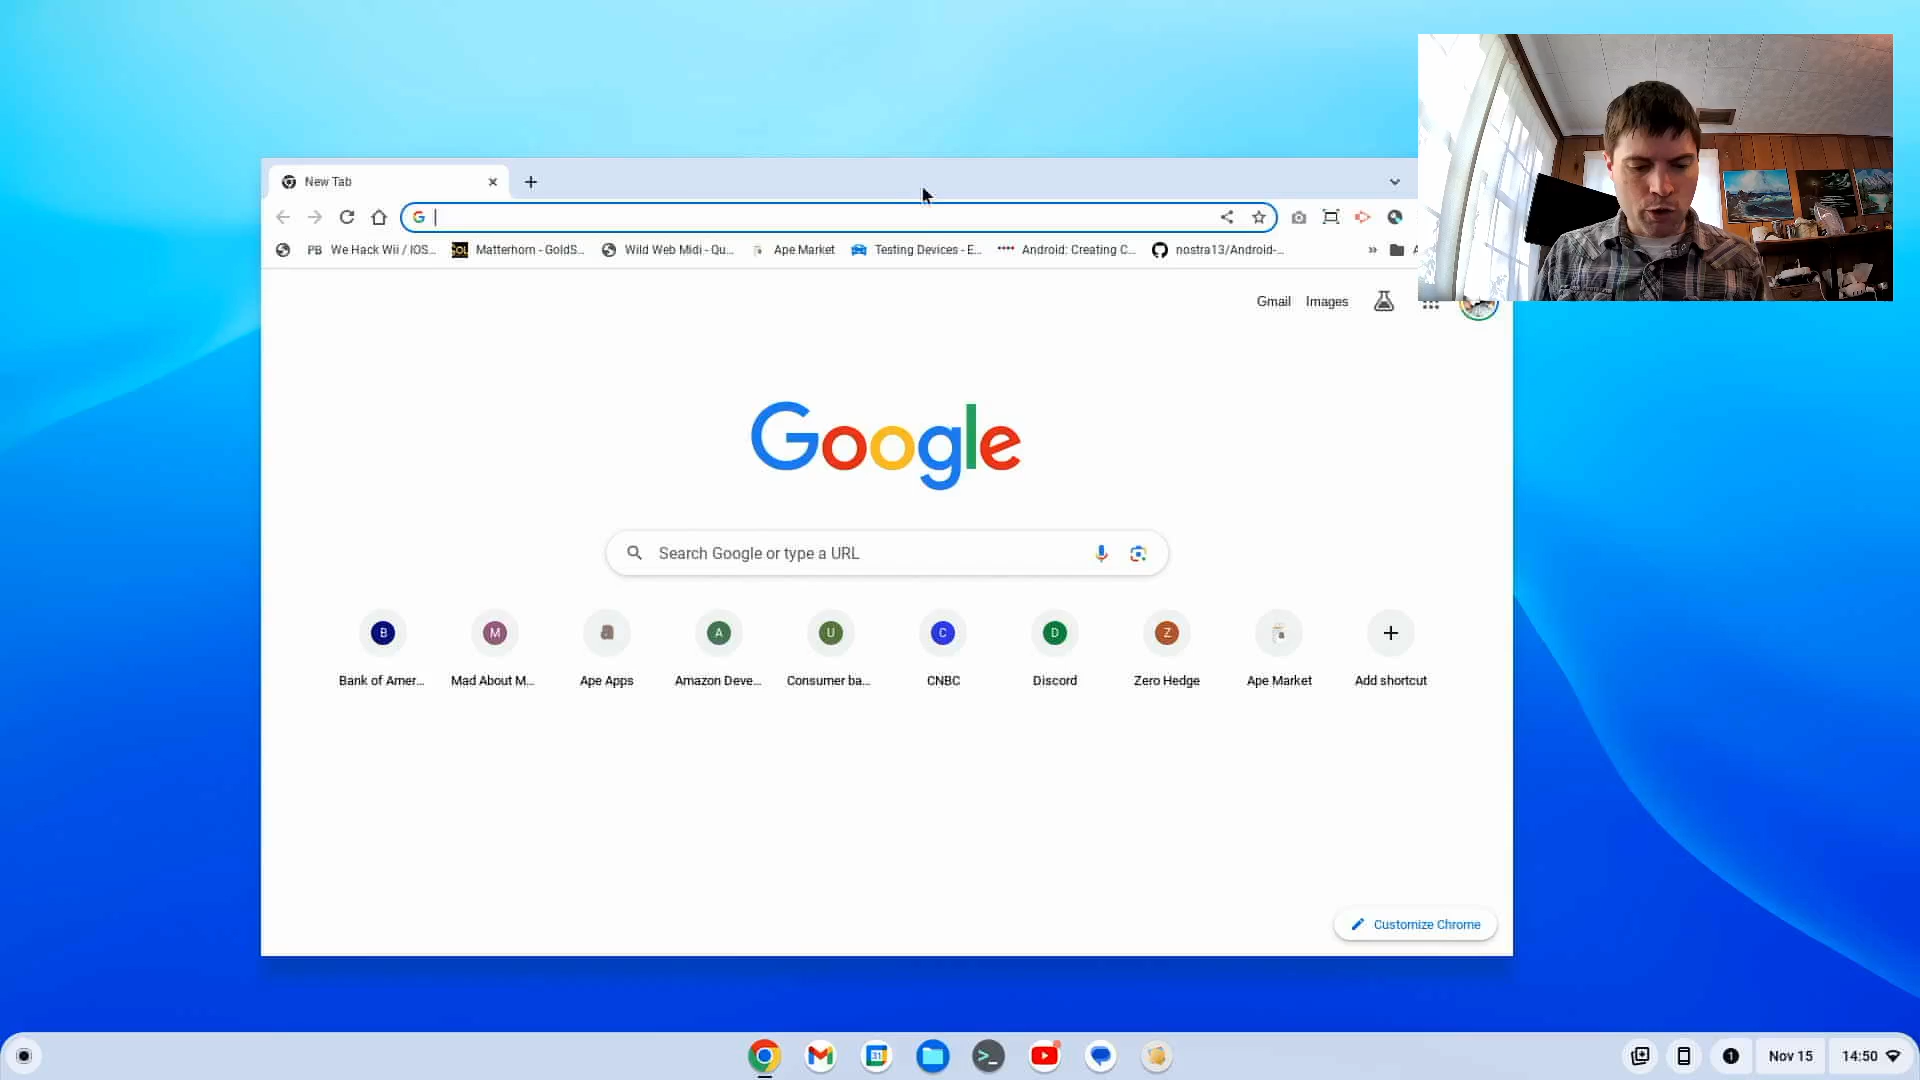 New Tab
PB We Hack Wii / IOS...
Matterhorn - GoldS...
Wild Web Midi - Qu...
Ape Market
Testing Devices - E...
Android: Creating C...
nostra13/Android-...
»
Gmail
Images
Google
Search Google or type a URL
B
M
A
U
C
D
Z
Bank of Amer...
Mad About M...
Ape Apps
Amazon Deve...
Consumer ba...
CNBC
Discord
Zero Hedge
Ape Market
Add shortcut
Customize Chrome
31
1
Nov 15
14:50